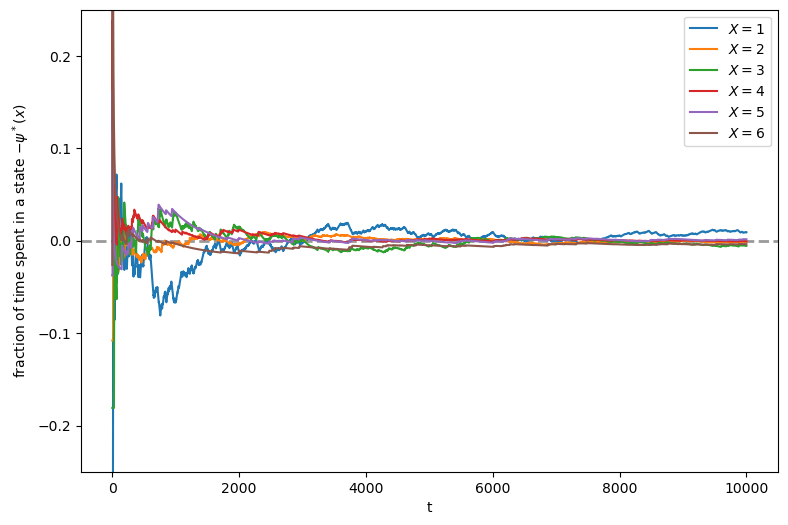 fraction of time spent in a state −ψ*(x)
0.2
0.1
0.0
−0.1
−0.2
0
2000
4000
6000
8000
10000
t
X = 1
X = 2
X = 3
X = 4
X = 5
X = 6